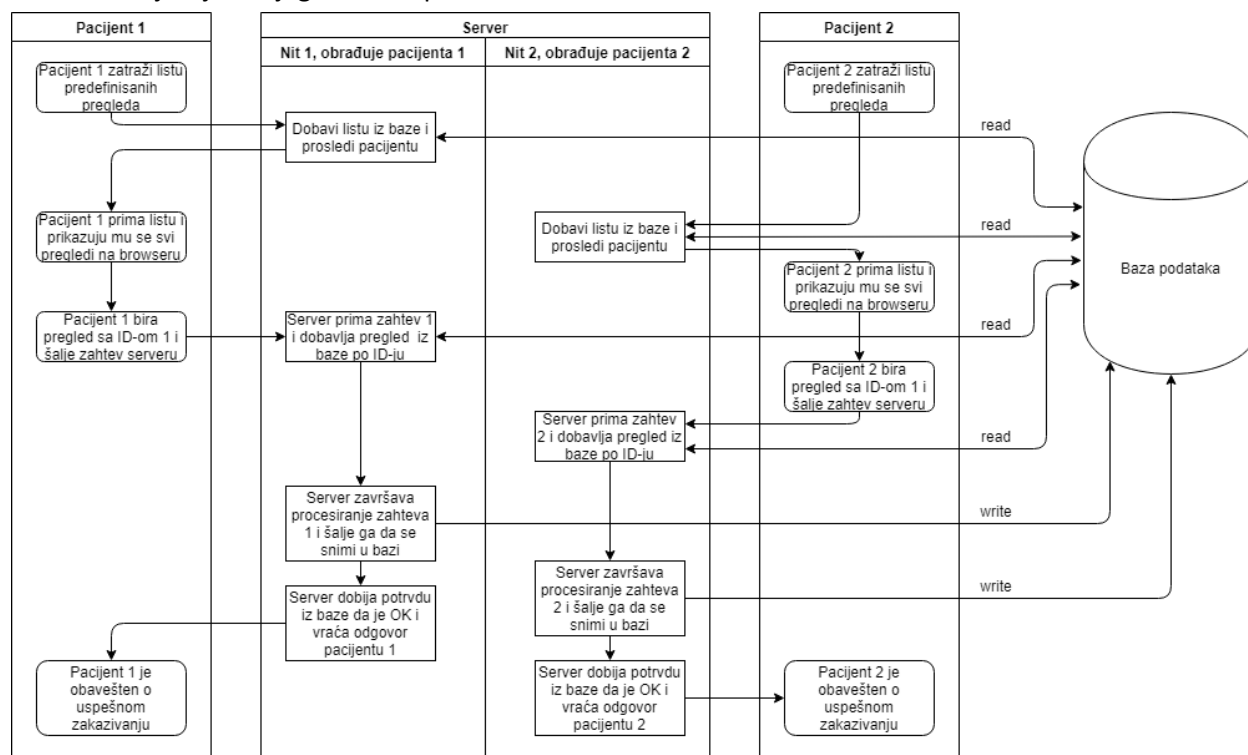 Pacijent 1
Server
Pacijent 2
Nit 1, obrađuje pacijenta 1
Nit 2, obrađuje pacijenta 2
Pacijent 1 zatraži listu
predefinisanih
pregleda
Pacijent 2 zatraži listu
predefinisanih
pregleda
Dobavi listu iz baze i
prosledi pacijentu
read
Pacijent 1 prima listu i
prikazuju mu se svi
pregledi na browseru
Dobavi listu iz baze i
prosledi pacijentu
read
Pacijent 2 prima listu i
prikazuju mu se svi
pregledi na browseru
Baza podataka
Pacijent 1 bira
pregled sa ID-om 1 i
šalje zahtev serveru
Server prima zahtev 1
i dobavlja pregled iz
baze po ID-ju
read
Pacijent 2 bira
pregled sa ID-om 1 i
šalje zahtev serveru
Server prima zahtev
2 i dobavlja pregled iz
baze po ID-ju
read
Server završava
procesiranje zahteva
1 i šalje ga da se
snimi u bazi
write
Server završava
procesiranje zahteva
2 i šalje ga da se
snimi u bazi
write
Server dobija potrvdu
iz baze da je OK i
vraća odgovor
pacijentu 1
Pacijent 1 je
obavešten o
uspešnom
zakazivanju
Server dobija potrvdu
iz baze da je OK i
vraća odgovor
pacijentu 2
Pacijent 2 je
obavešten o
uspešnom
zakazivanju